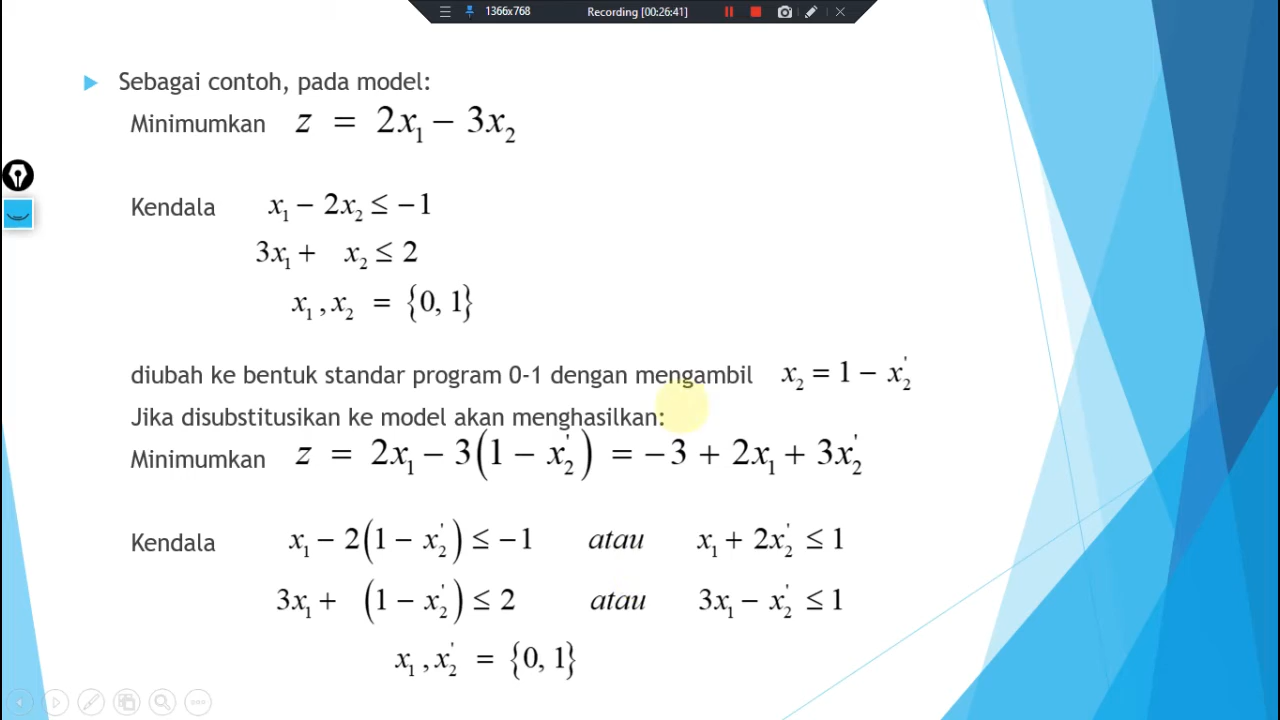 1366x768 Recording [00:26:41]
Sebagai contoh, pada model:
Minimumkan z = 2x₁ − 3x₂
Kendala x₁ − 2x₂ ≤ −1
3x₁ + x₂ ≤ 2
x₁ , x₂ = {0, 1}
diubah ke bentuk standar program 0-1 dengan mengambil x₂ = 1 − x₂'
Jika disubstitusikan ke model akan menghasilkan:
Minimumkan z = 2x₁ − 3(1 − x₂') = −3 + 2x₁ + 3x₂'
Kendala x₁ − 2(1 − x₂') ≤ −1 atau x₁ + 2x₂' ≤ 1
3x₁ + (1 − x₂') ≤ 2 atau 3x₁ − x₂' ≤ 1
x₁ , x₂' = {0, 1}